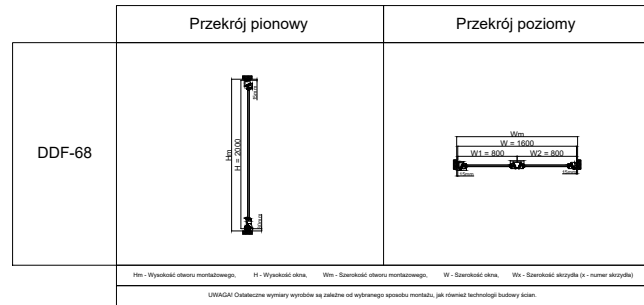 Przekrój pionowy
Przekrój poziomy
DDF-68
Hm
H = 2000
Wm
W = 1600
W1 = 800
W2 = 800
15mm
15mm
Hm - Wysokość otworu montażowego,
H - Wysokość okna,
Wm - Szerokość otworu montażowego,
W - Szerokość okna,
Wx - Szerokość skrzydła (x - numer skrzydła)
UWAGA! Ostateczne wymiary wyrobów są zależne od wybranego sposobu montażu, jak również technologii budowy ścian.